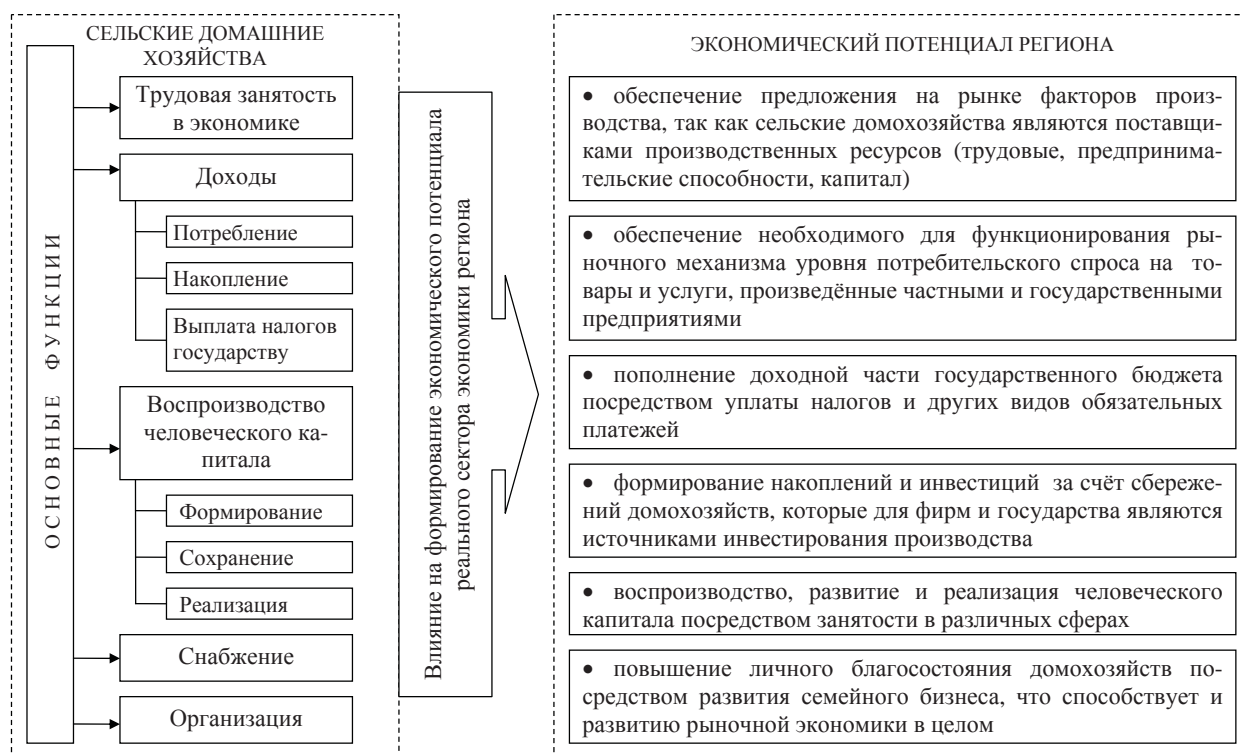 СЕЛЬСКИЕ ДОМАШНИЕ
ХОЗЯЙСТВА
ОСНОВНЫЕ ФУНКЦИИ
Трудовая занятость
в экономике
Доходы
Потребление
Накопление
Выплата налогов
государству
Воспроизводство
человеческого ка-
питала
Формирование
Сохранение
Реализация
Снабжение
Организация
Влияние на формирование экономического потенциала
реального сектора экономики региона
ЭКОНОМИЧЕСКИЙ ПОТЕНЦИАЛ РЕГИОНА
• обеспечение предложения на рынке факторов произ-
водства, так как сельские домохозяйства являются поставщи-
ками производственных ресурсов (трудовые, предпринима-
тельские способности, капитал)
• обеспечение необходимого для функционирования ры-
ночного механизма уровня потребительского спроса на то-
вары и услуги, произведённые частными и государственными
предприятиями
• пополнение доходной части государственного бюджета
посредством уплаты налогов и других видов обязательных
платежей
• формирование накоплений и инвестиций за счёт сбереже-
ний домохозяйств, которые для фирм и государства являются
источниками инвестирования производства
• воспроизводство, развитие и реализация человеческого
капитала посредством занятости в различных сферах
• повышение личного благосостояния домохозяйств по-
средством развития семейного бизнеса, что способствует и
развитию рыночной экономики в целом